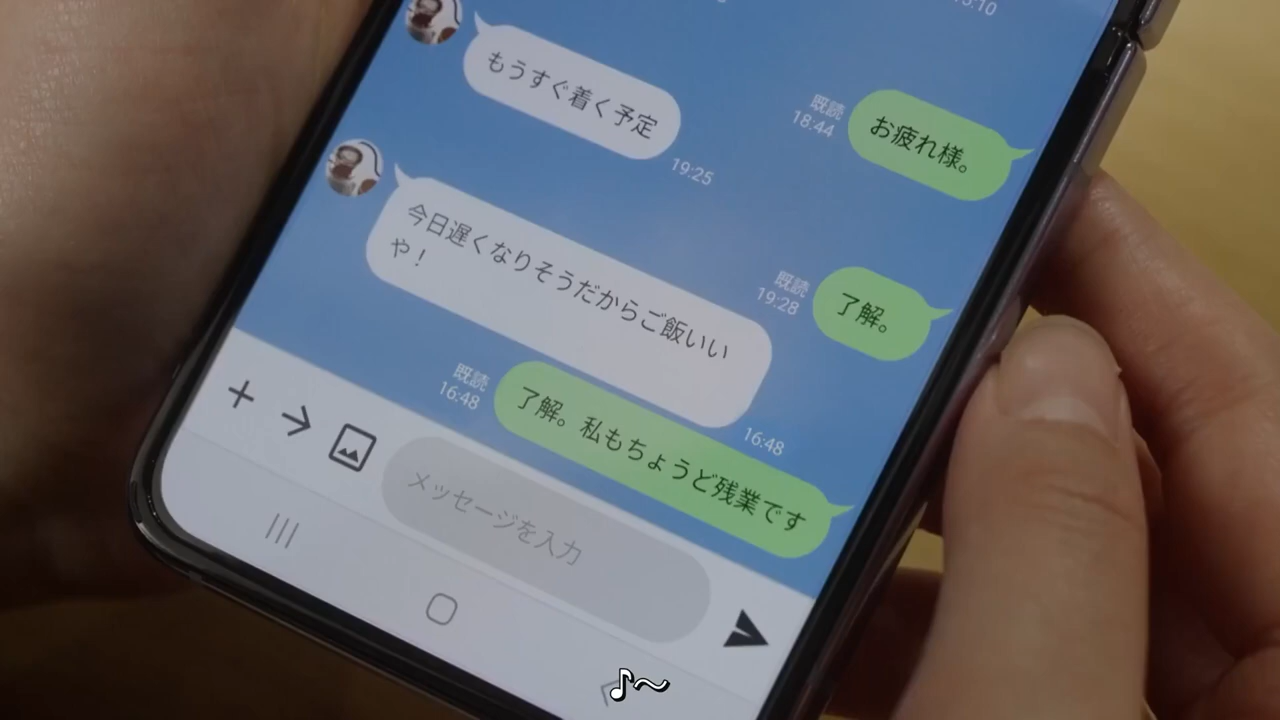 既読
18:44
お疲れ様。
もうすぐ着く予定
19:25
既読
19:28
了解。
今日遅くなりそうだからご飯いい
や！
16:48
既読
16:48
了解。私もちょうど残業です
メッセージを入力
♪〜